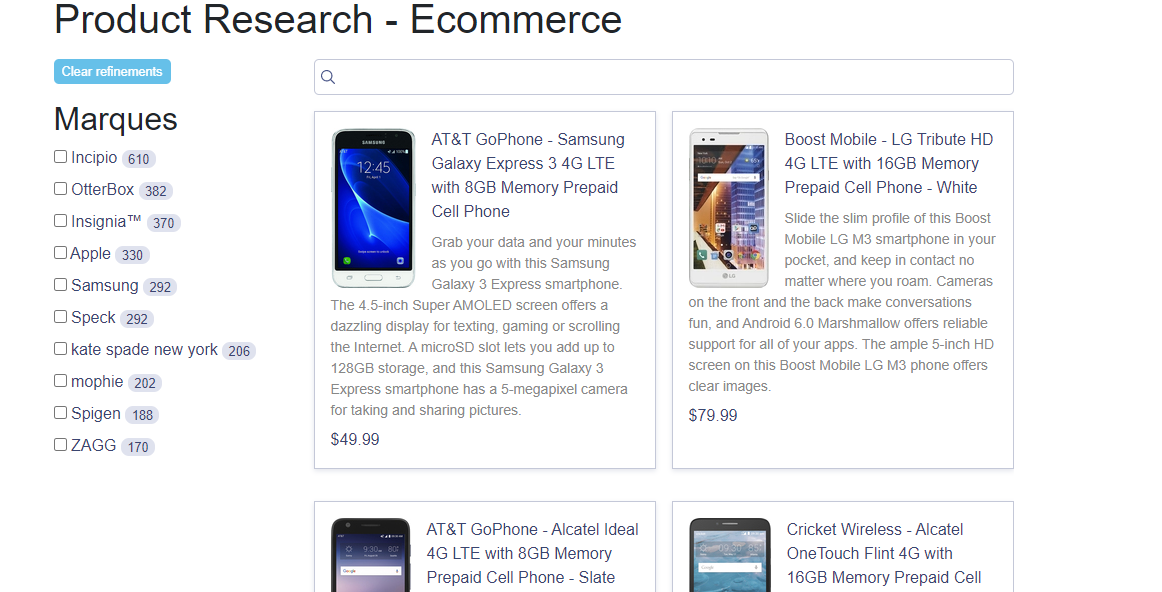 Product Research - Ecommerce
Clear refinements
Marques
Incipio 610
OtterBox 382
Insignia™ 370
Apple 330
Samsung 292
Speck 292
kate spade new york 206
mophie 202
Spigen 188
ZAGG 170
SAMSUNG
12:45
AT&T GoPhone - Samsung
Galaxy Express 3 4G LTE
with 8GB Memory Prepaid
Cell Phone
Grab your data and your minutes
as you go with this Samsung
Galaxy 3 Express smartphone.
The 4.5-inch Super AMOLED screen offers a
dazzling display for texting, gaming or scrolling
the Internet. A microSD slot lets you add up to
128GB storage, and this Samsung Galaxy 3
Express smartphone has a 5-megapixel camera
for taking and sharing pictures.
$49.99
LG
Boost Mobile - LG Tribute HD
4G LTE with 16GB Memory
Prepaid Cell Phone - White
Slide the slim profile of this Boost
Mobile LG M3 smartphone in your
pocket, and keep in contact no
matter where you roam. Cameras
on the front and the back make conversations
fun, and Android 6.0 Marshmallow offers reliable
support for all of your apps. The ample 5-inch HD
screen on this Boost Mobile LG M3 phone offers
clear images.
$79.99
9:30
80°
Google
AT&T GoPhone - Alcatel Ideal
4G LTE with 8GB Memory
Prepaid Cell Phone - Slate
Google
Cricket Wireless - Alcatel
OneTouch Flint 4G with
16GB Memory Prepaid Cell